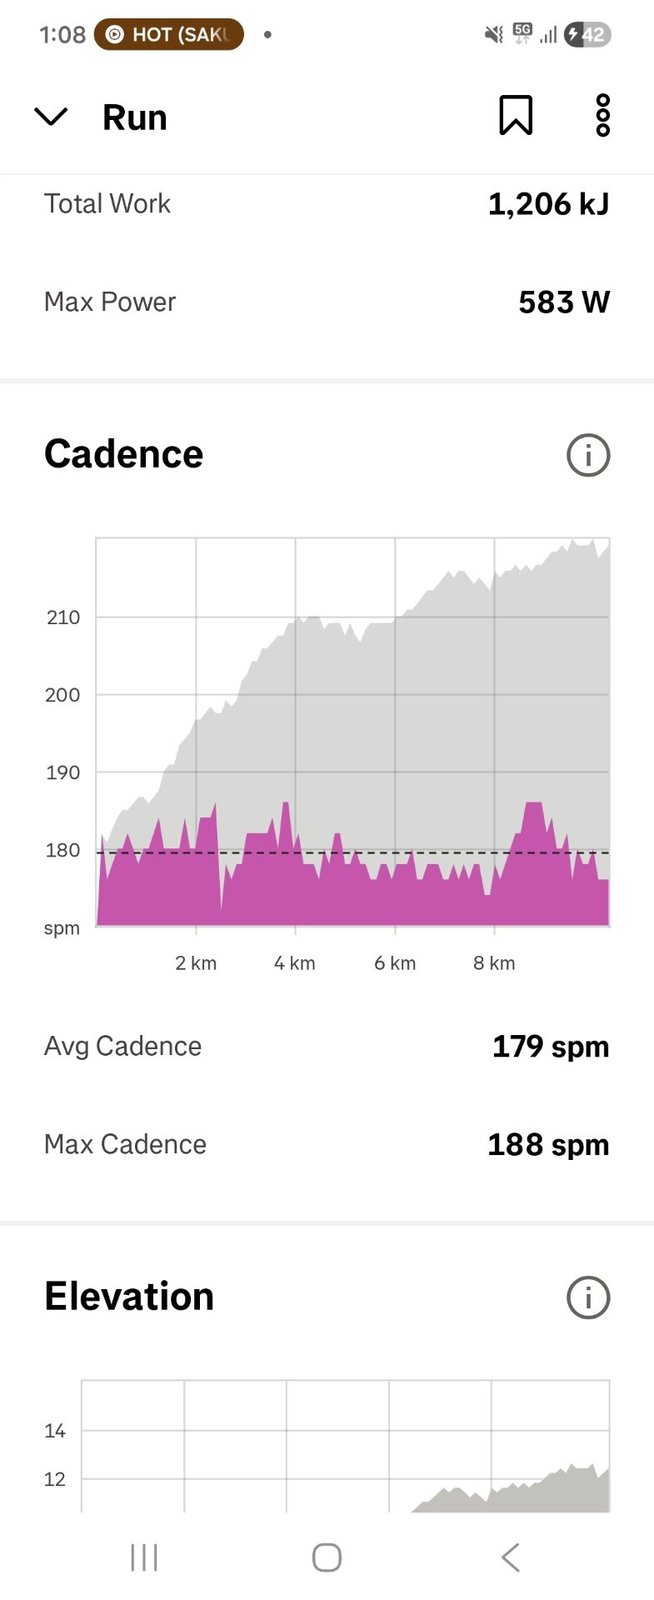 1:08 HOT (SAK 5G 42
Run
Total Work 1,206 kJ
Max Power 583 W
Cadence
210
200
190
180
spm
2 km 4 km 6 km 8 km
Avg Cadence 179 spm
Max Cadence 188 spm
Elevation
14
12